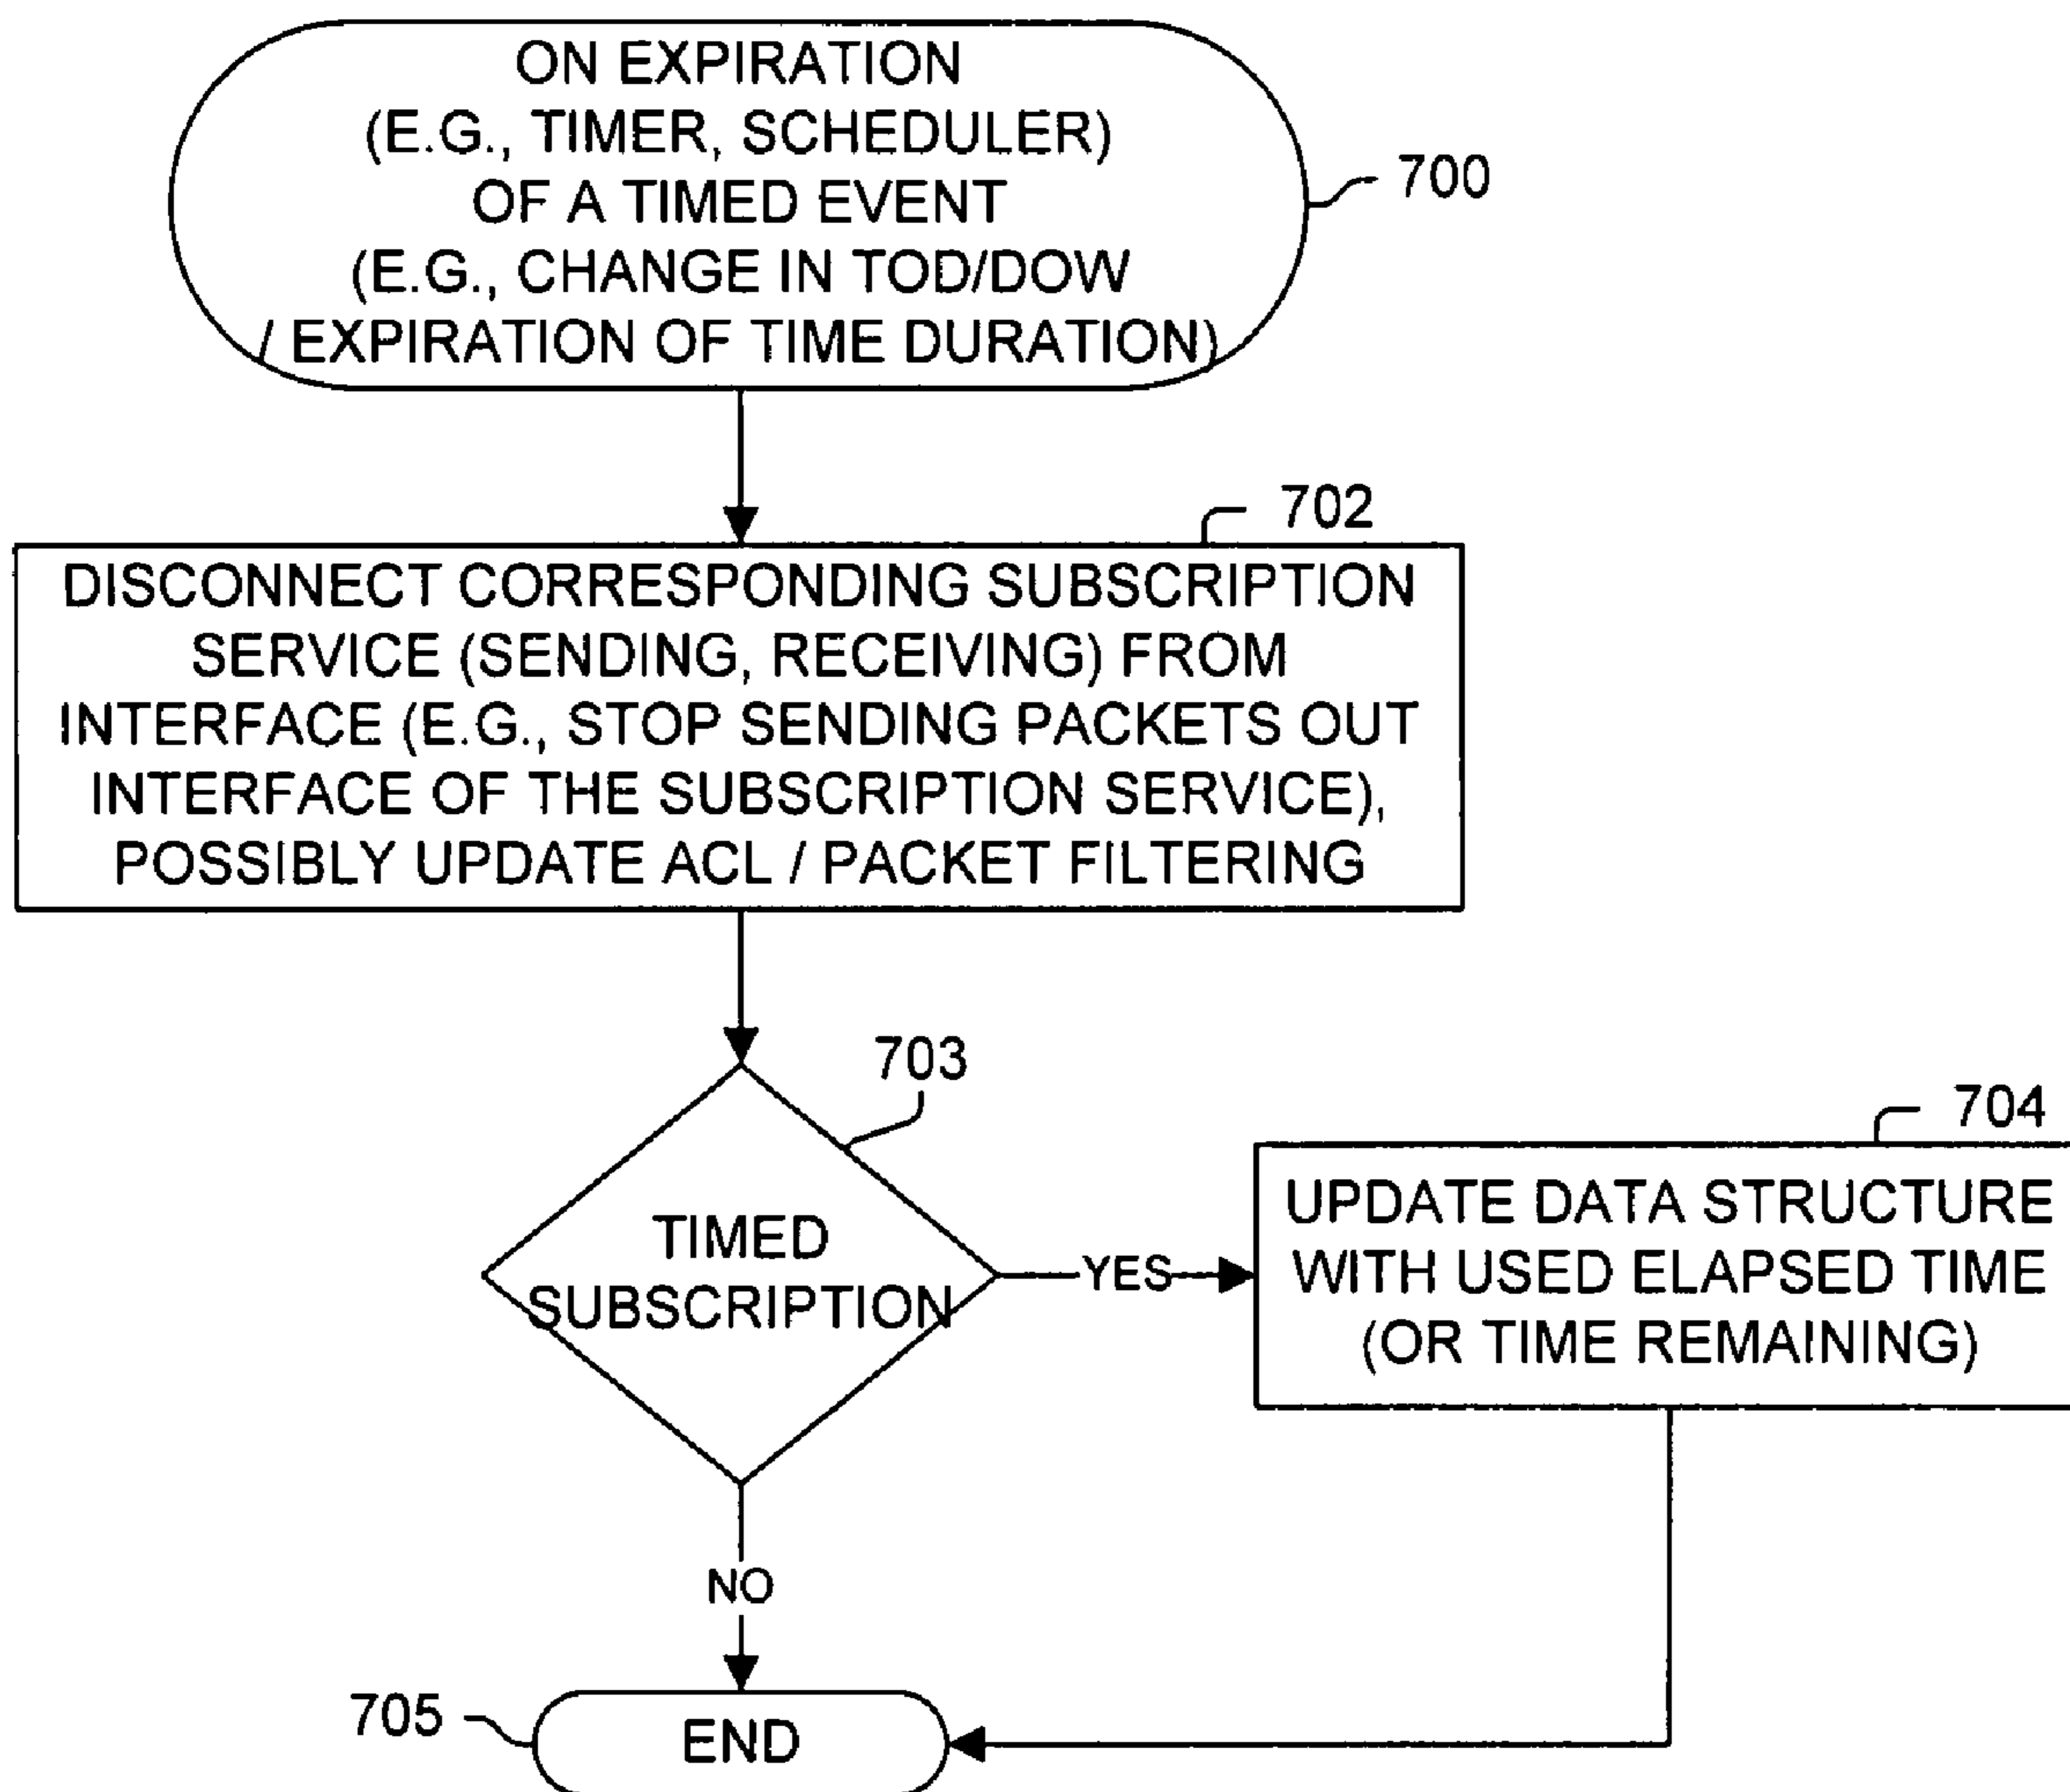 ON EXPIRATION
(E.G., TIMER, SCHEDULER)
OF A TIMED EVENT
(E.G., CHANGE IN TOD/DOW
/ EXPIRATION OF TIME DURATION)
700
702
DISCONNECT CORRESPONDING SUBSCRIPTION
SERVICE (SENDING, RECEIVING) FROM
INTERFACE (E.G., STOP SENDING PACKETS OUT
INTERFACE OF THE SUBSCRIPTION SERVICE),
POSSIBLY UPDATE ACL / PACKET FILTERING
703
TIMED
SUBSCRIPTION
YES
704
UPDATE DATA STRUCTURE
WITH USED ELAPSED TIME
(OR TIME REMAINING)
NO
705
END